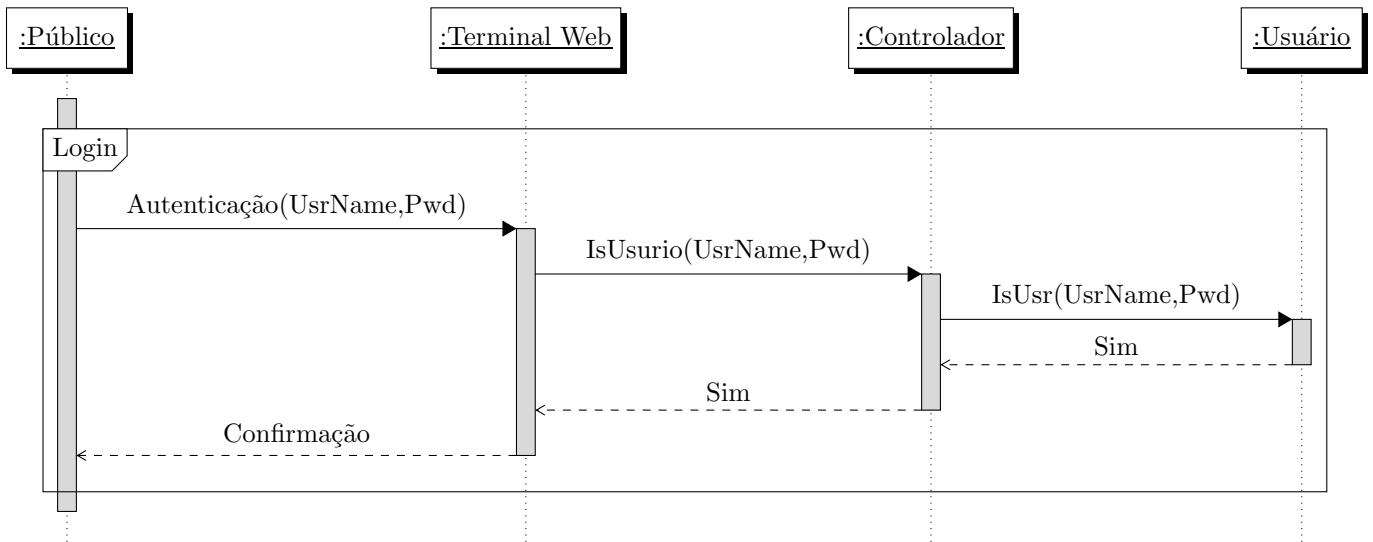 :Público
:Terminal Web
:Controlador
:Usuário
Login
Autenticação(UsrName,Pwd)
IsUsurio(UsrName,Pwd)
IsUsr(UsrName,Pwd)
Sim
Sim
Confirmação